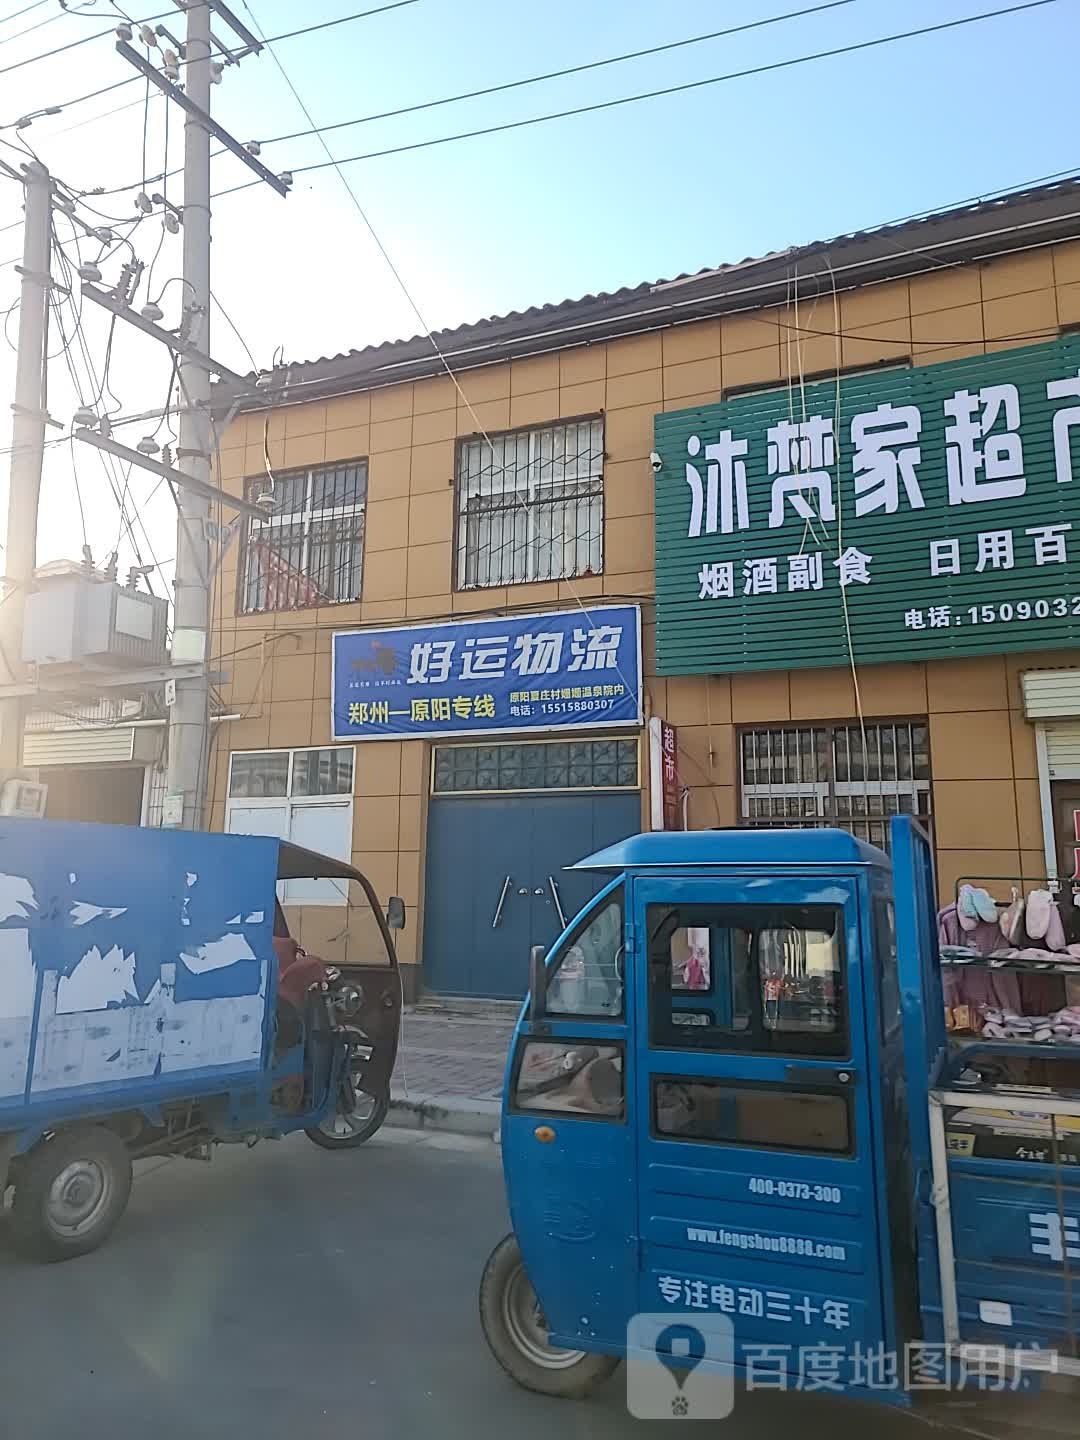 沐梵家超市
烟酒副食 日用百
电话:1509032
好运物流
郑州—原阳专线
原阳夏庄村姗姗温泉院内
电话：15515880307
超市
400-0373-300
www.fengshou8888.com
专注电动三十年
丰
百度地图用户